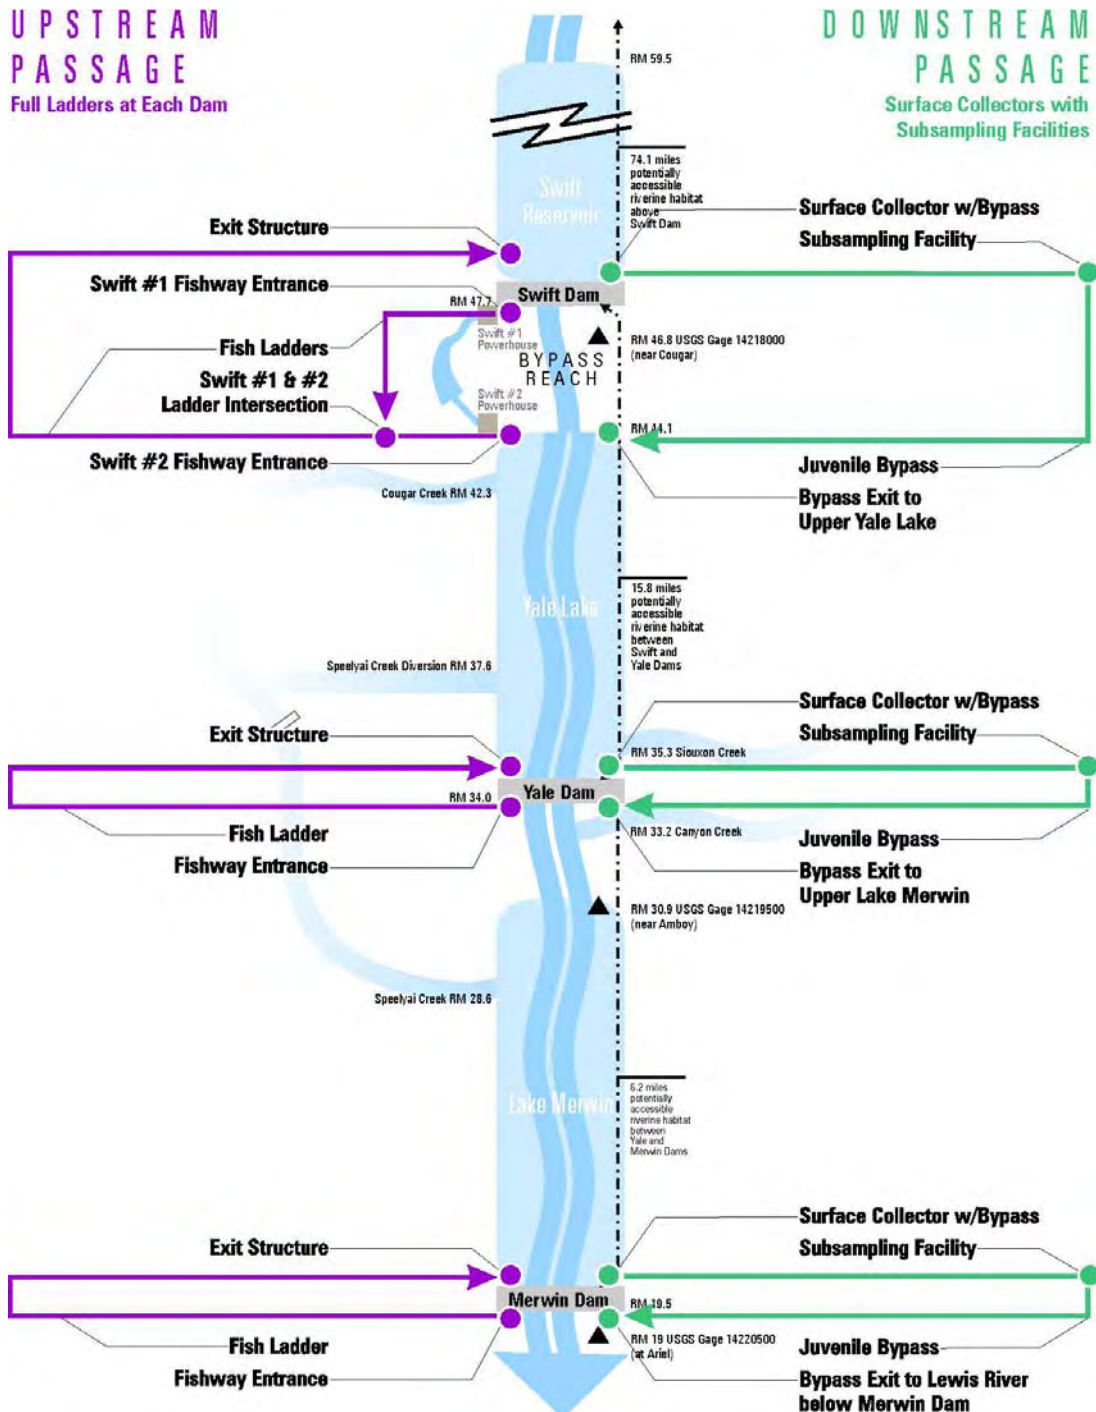 UPSTREAM
PASSAGE
Full Ladders at Each Dam
DOWNSTREAM
PASSAGE
Surface Collectors with
Subsampling Facilities
RM 59.5
74.1 miles
potentially
accessible
riverine habitat
above
Swift Dam
Swift
Reservoir
Exit Structure
Surface Collector w/Bypass
Subsampling Facility
Swift #1 Fishway Entrance
RM 47.7
Swift Dam
Swift #1
Powerhouse
RM 46.8 USGS Gage 14218000
(near Cougar)
Fish Ladders
BYPASS
REACH
Swift #1 & #2
Ladder Intersection
Swift #2
Powerhouse
RM 44.1
Swift #2 Fishway Entrance
Juvenile Bypass
Cougar Creek RM 42.3
Bypass Exit to
Upper Yale Lake
15.8 miles
potentially
accessible
riverine habitat
between
Swift and
Yale Dams
Yale Lake
Speelyai Creek Diversion RM 37.6
Exit Structure
Surface Collector w/Bypass
Subsampling Facility
RM 35.3 Siouxon Creek
RM 34.0
Yale Dam
Fish Ladder
Fishway Entrance
RM 33.2 Canyon Creek
Juvenile Bypass
Bypass Exit to
Upper Lake Merwin
RM 30.9 USGS Gage 14219500
(near Amboy)
Speelyai Creek RM 28.6
6.2 miles
potentially
accessible
riverine habitat
between
Yale and
Merwin Dams
Lake Merwin
Exit Structure
Surface Collector w/Bypass
Subsampling Facility
Merwin Dam
RM 19.5
Fish Ladder
Fishway Entrance
RM 19 USGS Gage 14220500
(at Ariel)
Juvenile Bypass
Bypass Exit to Lewis River
below Merwin Dam